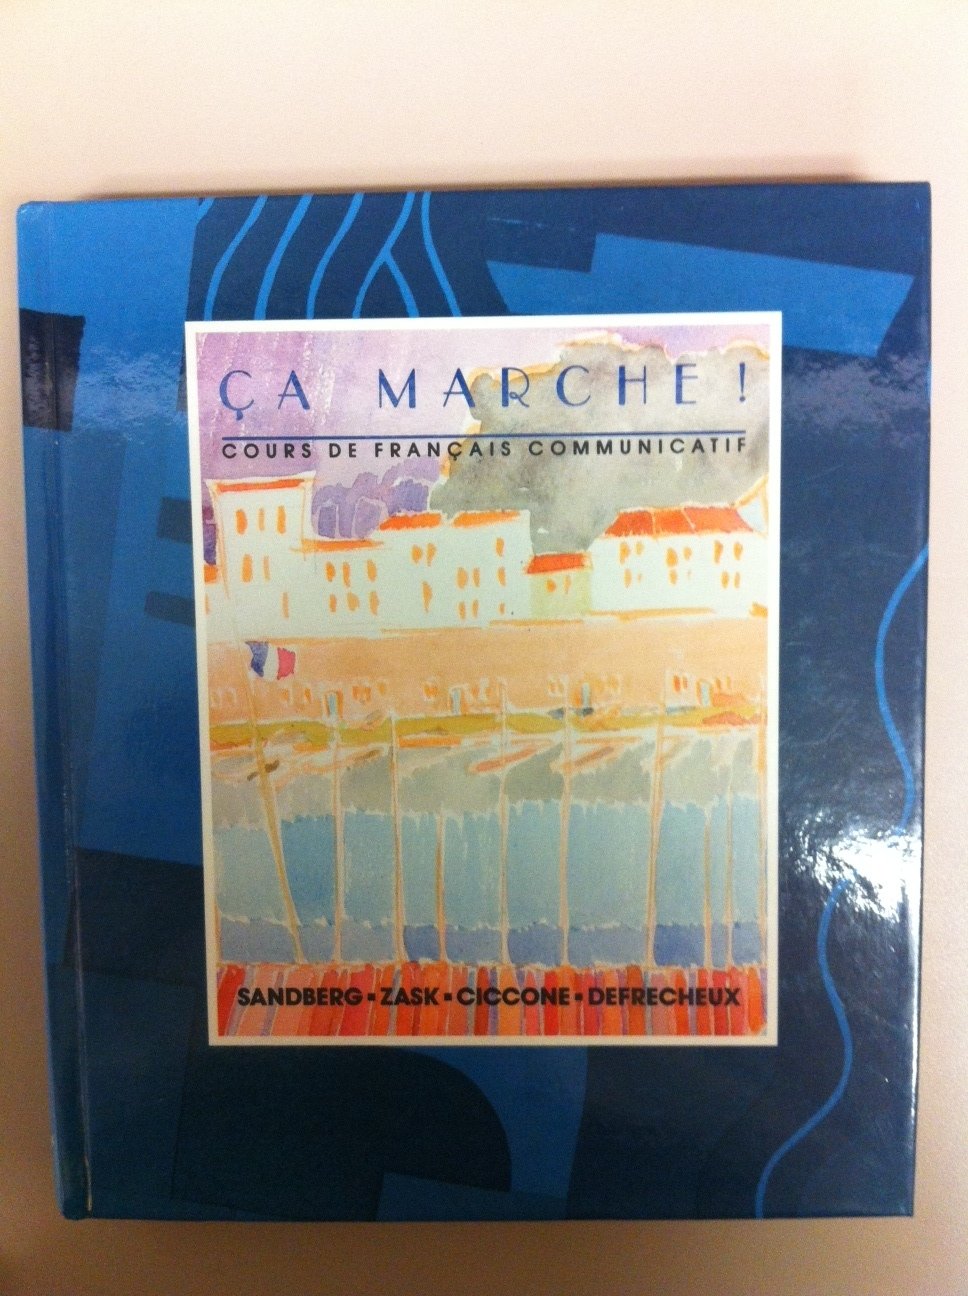 ÇA MARCHE !
COURS DE FRANÇAIS COMMUNICATIF
SANDBERG ▪ ZASK ▪ CICCONE ▪ DEFRECHEUX